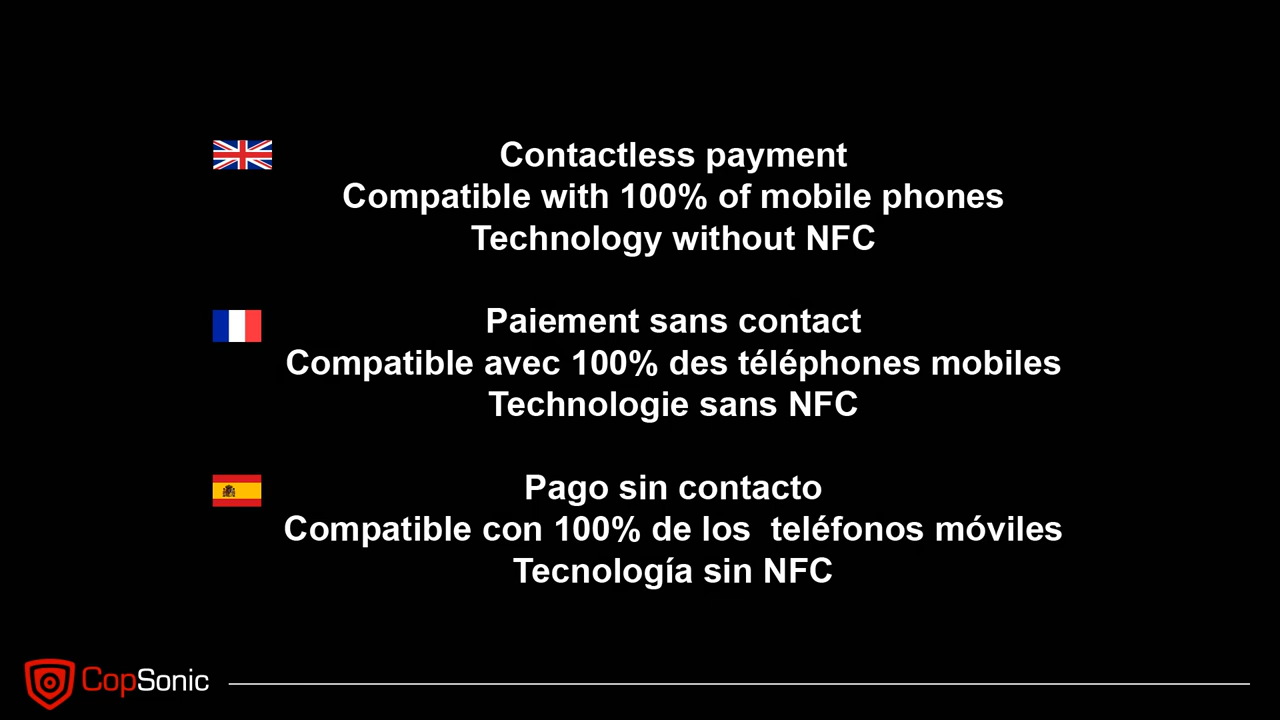 Contactless payment
Compatible with 100% of mobile phones
Technology without NFC
Paiement sans contact
Compatible avec 100% des téléphones mobiles
Technologie sans NFC
Pago sin contacto
Compatible con 100% de los  teléfonos móviles
Tecnología sin NFC
CopSonic